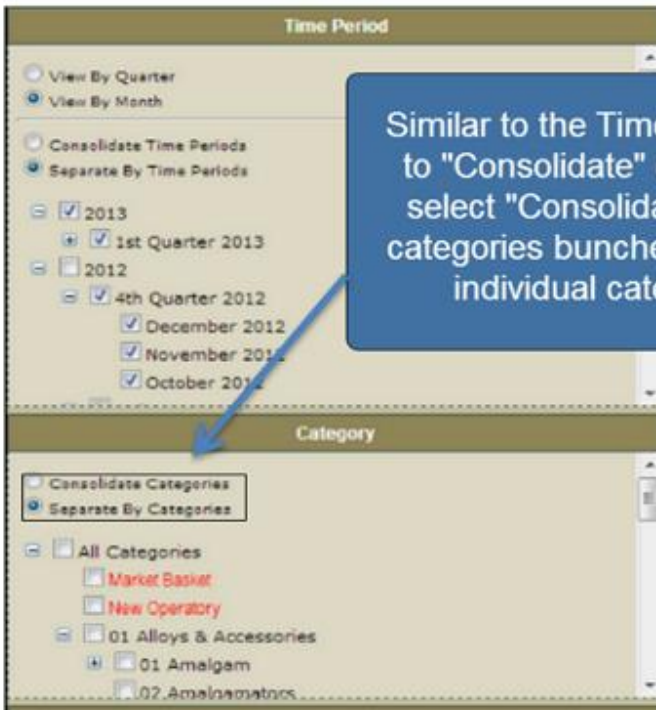 Time Period
View By Quarter
View By Month
Consolidate Time Periods
Separate By Time Periods
2013
1st Quarter 2013
2012
4th Quarter 2012
December 2012
November 2012
October 2012
Similar to the Time
to "Consolidate"
select "Consolida
categories bunche
individual cate
Category
Consolidate Categories
Separate By Categories
All Categories
Market Basket
New Operatory
01 Alloys & Accessories
01 Amalgam
02 Amalgamators